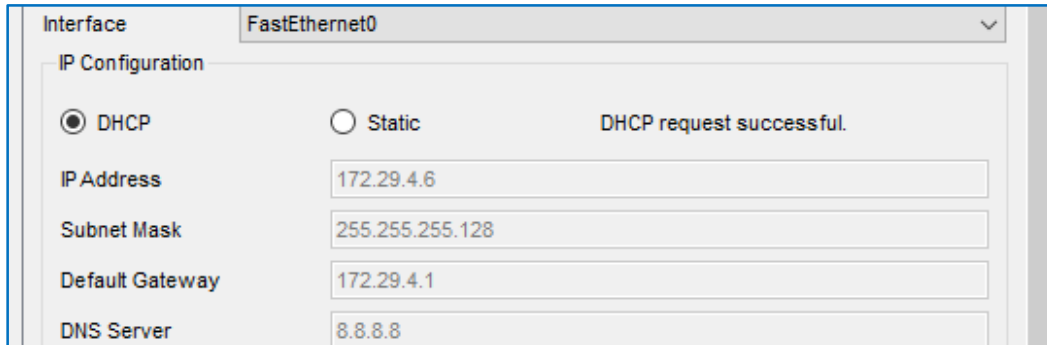 Interface FastEthernet0
IP Configuration
DHCP Static DHCP request successful.
IP Address 172.29.4.6
Subnet Mask 255.255.255.128
Default Gateway 172.29.4.1
DNS Server 8.8.8.8